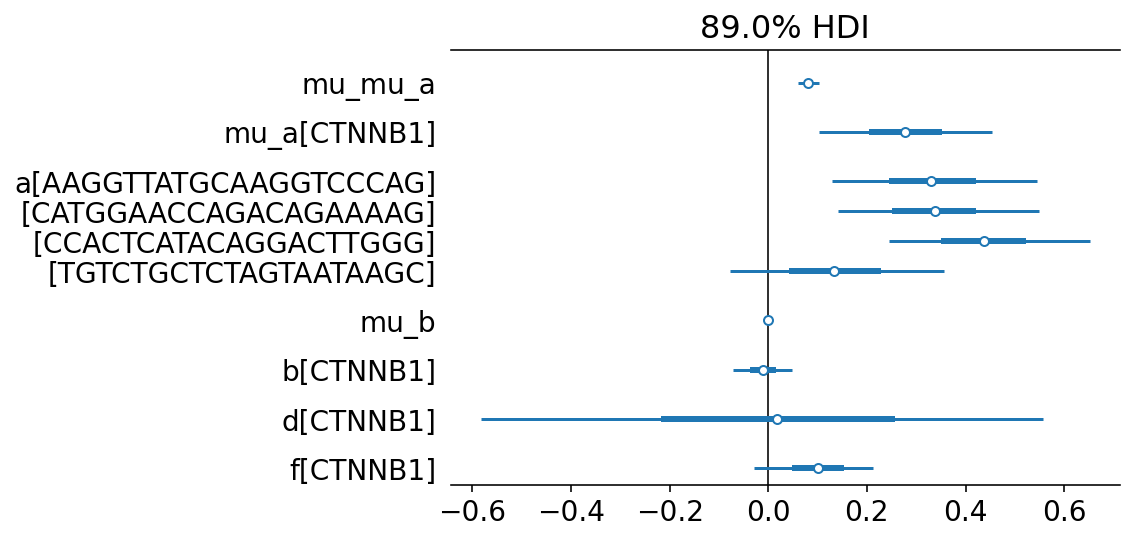 89.0% HDI
mu_mu_a
mu_a[CTNNB1]
a[AAGGTTATGCAAGGTCCCAG]
[CATGGAACCAGACAGAAAAG]
[CCACTCATACAGGACTTGGG]
[TGTCTGCTCTAGTAATAAGC]
mu_b
b[CTNNB1]
d[CTNNB1]
f[CTNNB1]
−0.6 −0.4 −0.2 0.0 0.2 0.4 0.6